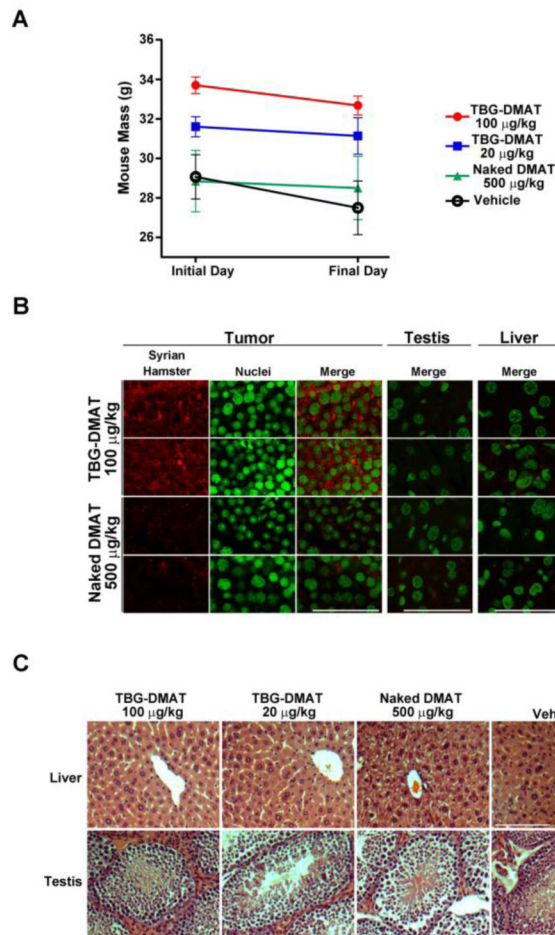 A
36
34
32
30
28
26
Mouse Mass (g)
Initial Day
Final Day
TBG-DMAT
100 μg/kg
TBG-DMAT
20 μg/kg
Naked DMAT
500 μg/kg
Vehicle
B
Tumor
Testis
Liver
Syrian
Hamster
Nuclei
Merge
Merge
Merge
TBG-DMAT
100 μg/kg
Naked DMAT
500 μg/kg
C
TBG-DMAT
100 μg/kg
TBG-DMAT
20 μg/kg
Naked DMAT
500 μg/kg
Veh
Liver
Testis